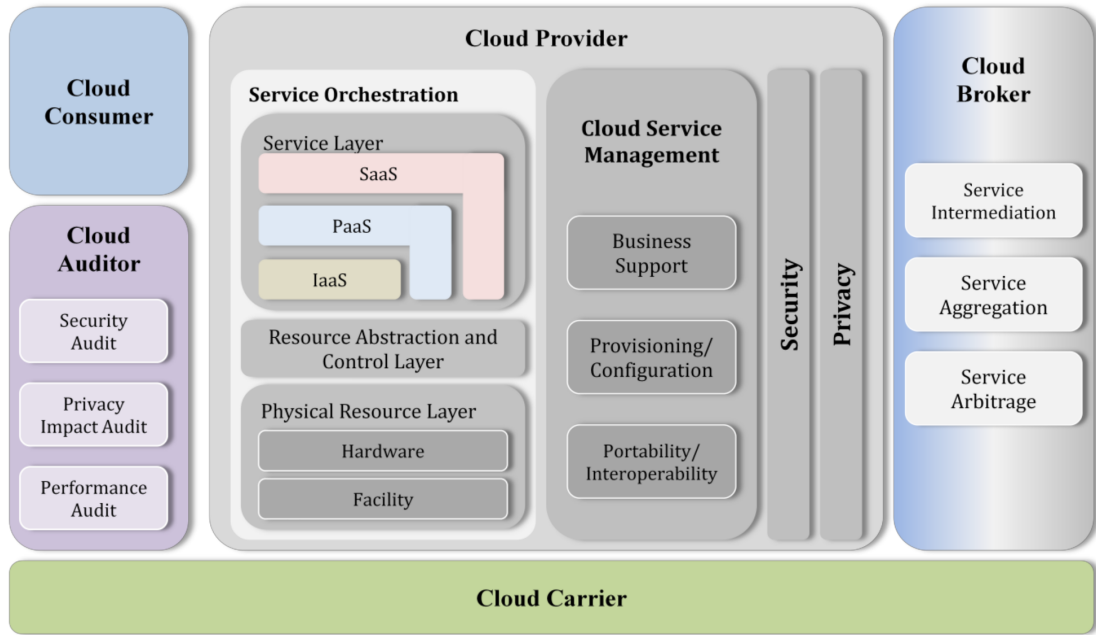 Cloud
Consumer
Cloud
Auditor
Security
Audit
Privacy
Impact Audit
Performance
Audit
Cloud Provider
Service Orchestration
Service Layer
SaaS
PaaS
IaaS
Resource Abstraction and
Control Layer
Physical Resource Layer
Hardware
Facility
Cloud Service
Management
Business
Support
Provisioning/
Configuration
Portability/
Interoperability
Security
Privacy
Cloud
Broker
Service
Intermediation
Service
Aggregation
Service
Arbitrage
Cloud Carrier